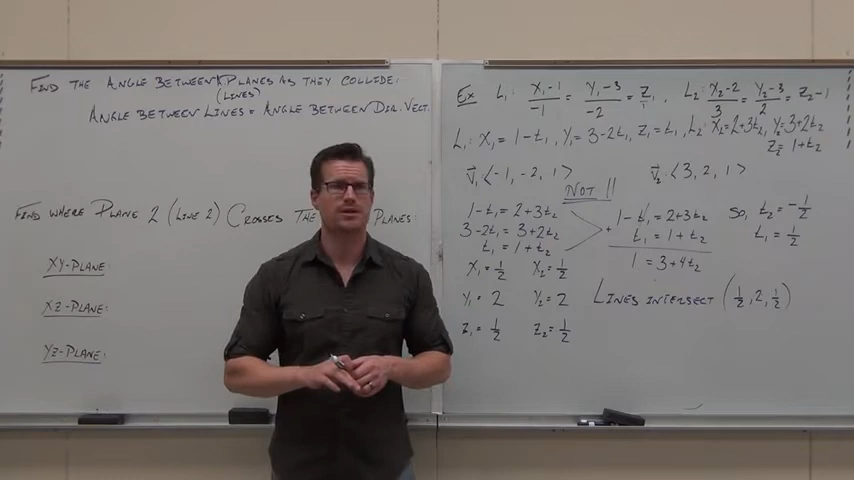 FIND THE ANGLE BETWEEN PLANES AS THEY COLLIDE:
(LINES)
ANGLE BETWEEN LINES = ANGLE BETWEEN DIR. VECT.
FIND WHERE PLANE 2 (LINE 2) CROSSES THE PLANES:
XY-PLANE:
XZ-PLANE:
YZ-PLANE:
Ex L₁: (X₁-1)/-1 = (Y₁-3)/-2 = Z₁/1, L₂: (X₂-2)/3 = (Y₂-3)/2 = Z₂-1
L₁: X₁ = 1-t₁, Y₁ = 3-2t₁, Z₁ = t₁, L₂: X₂ = 2+3t₂, Y₂ = 3+2t₂
Z₂ = 1+t₂
V₁: <-1, -2, 1> V₂: <3, 2, 1>
NOT ||
1-t₁ = 2+3t₂
3-2t₁ = 3+2t₂
t₁ = 1+t₂
1-t₁ = 2+3t₂
+ t₁ = 1+t₂
1 = 3+4t₂
so, t₂ = -1/2
t₁ = 1/2
X₁ = 1/2 X₂ = 1/2
Y₁ = 2 Y₂ = 2
Z₁ = 1/2 Z₂ = 1/2
LINES INTERSECT (1/2, 2, 1/2)